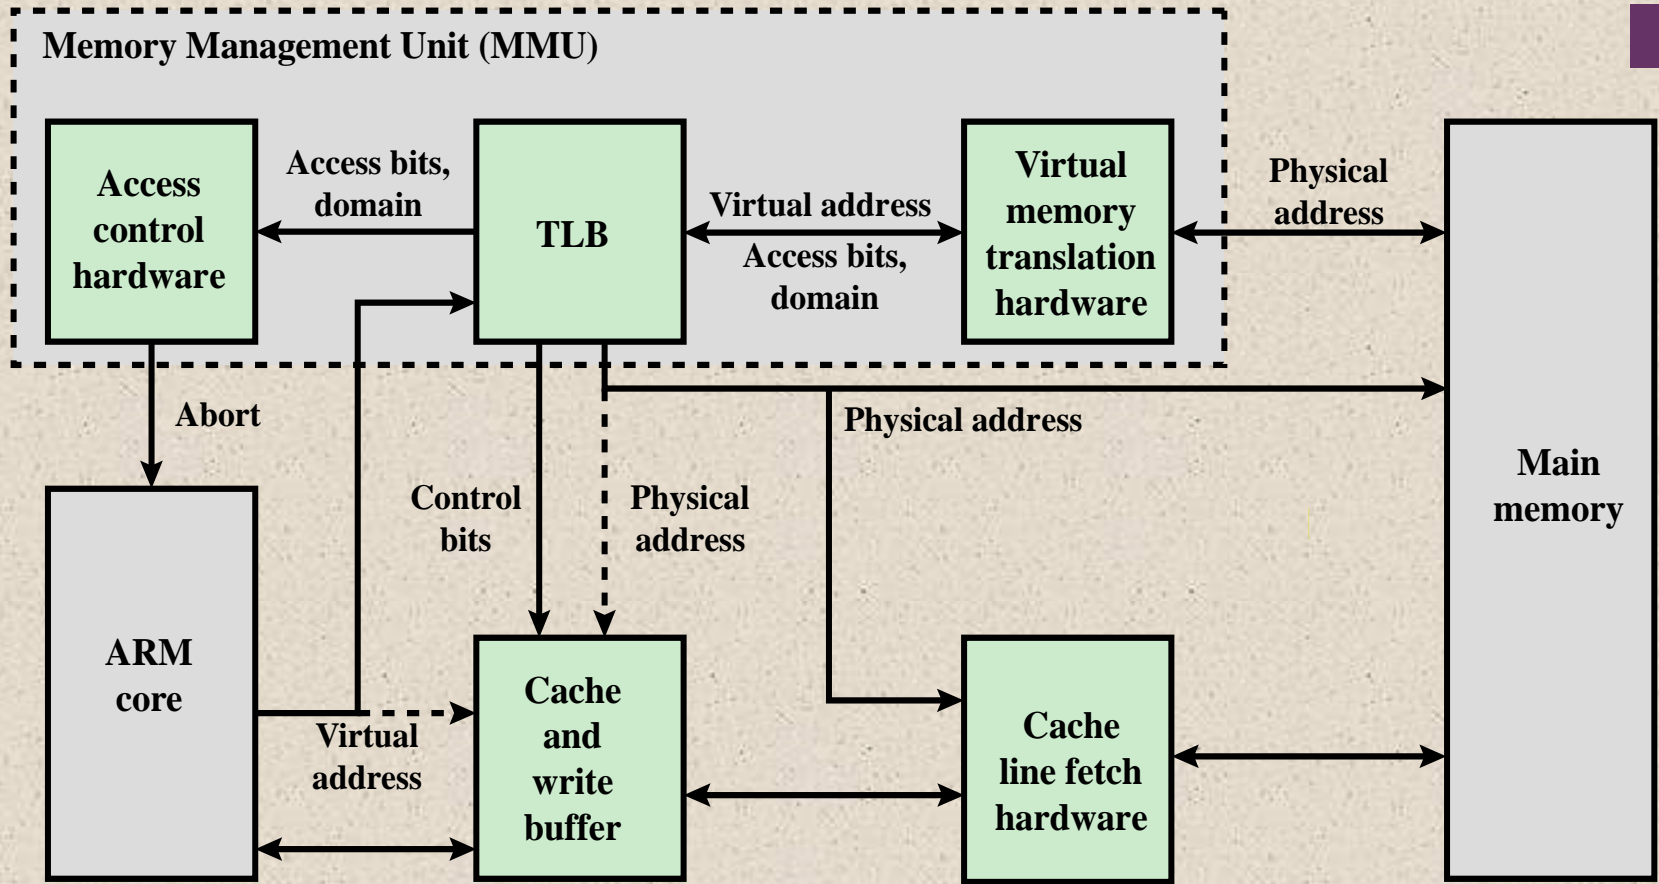 Memory Management Unit (MMU)
Access
control
hardware
Access bits,
domain
TLB
Virtual address
Access bits,
domain
Virtual
memory
translation
hardware
Physical
address
Abort
Physical address
Control
bits
Physical
address
Main
memory
ARM
core
Virtual
address
Cache
and
write
buffer
Cache
line fetch
hardware